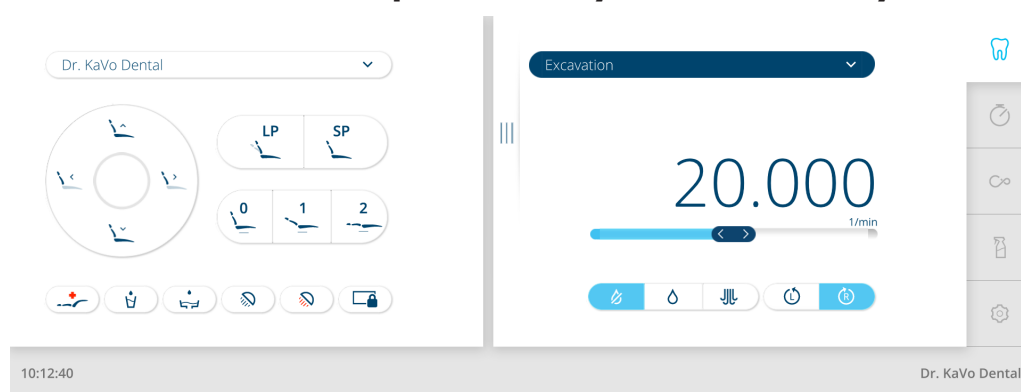 Dr. KaVo Dental
LP SP
0 1 2
Excavation
20.000
1/min
L R
10:12:40
Dr. KaVo Dental